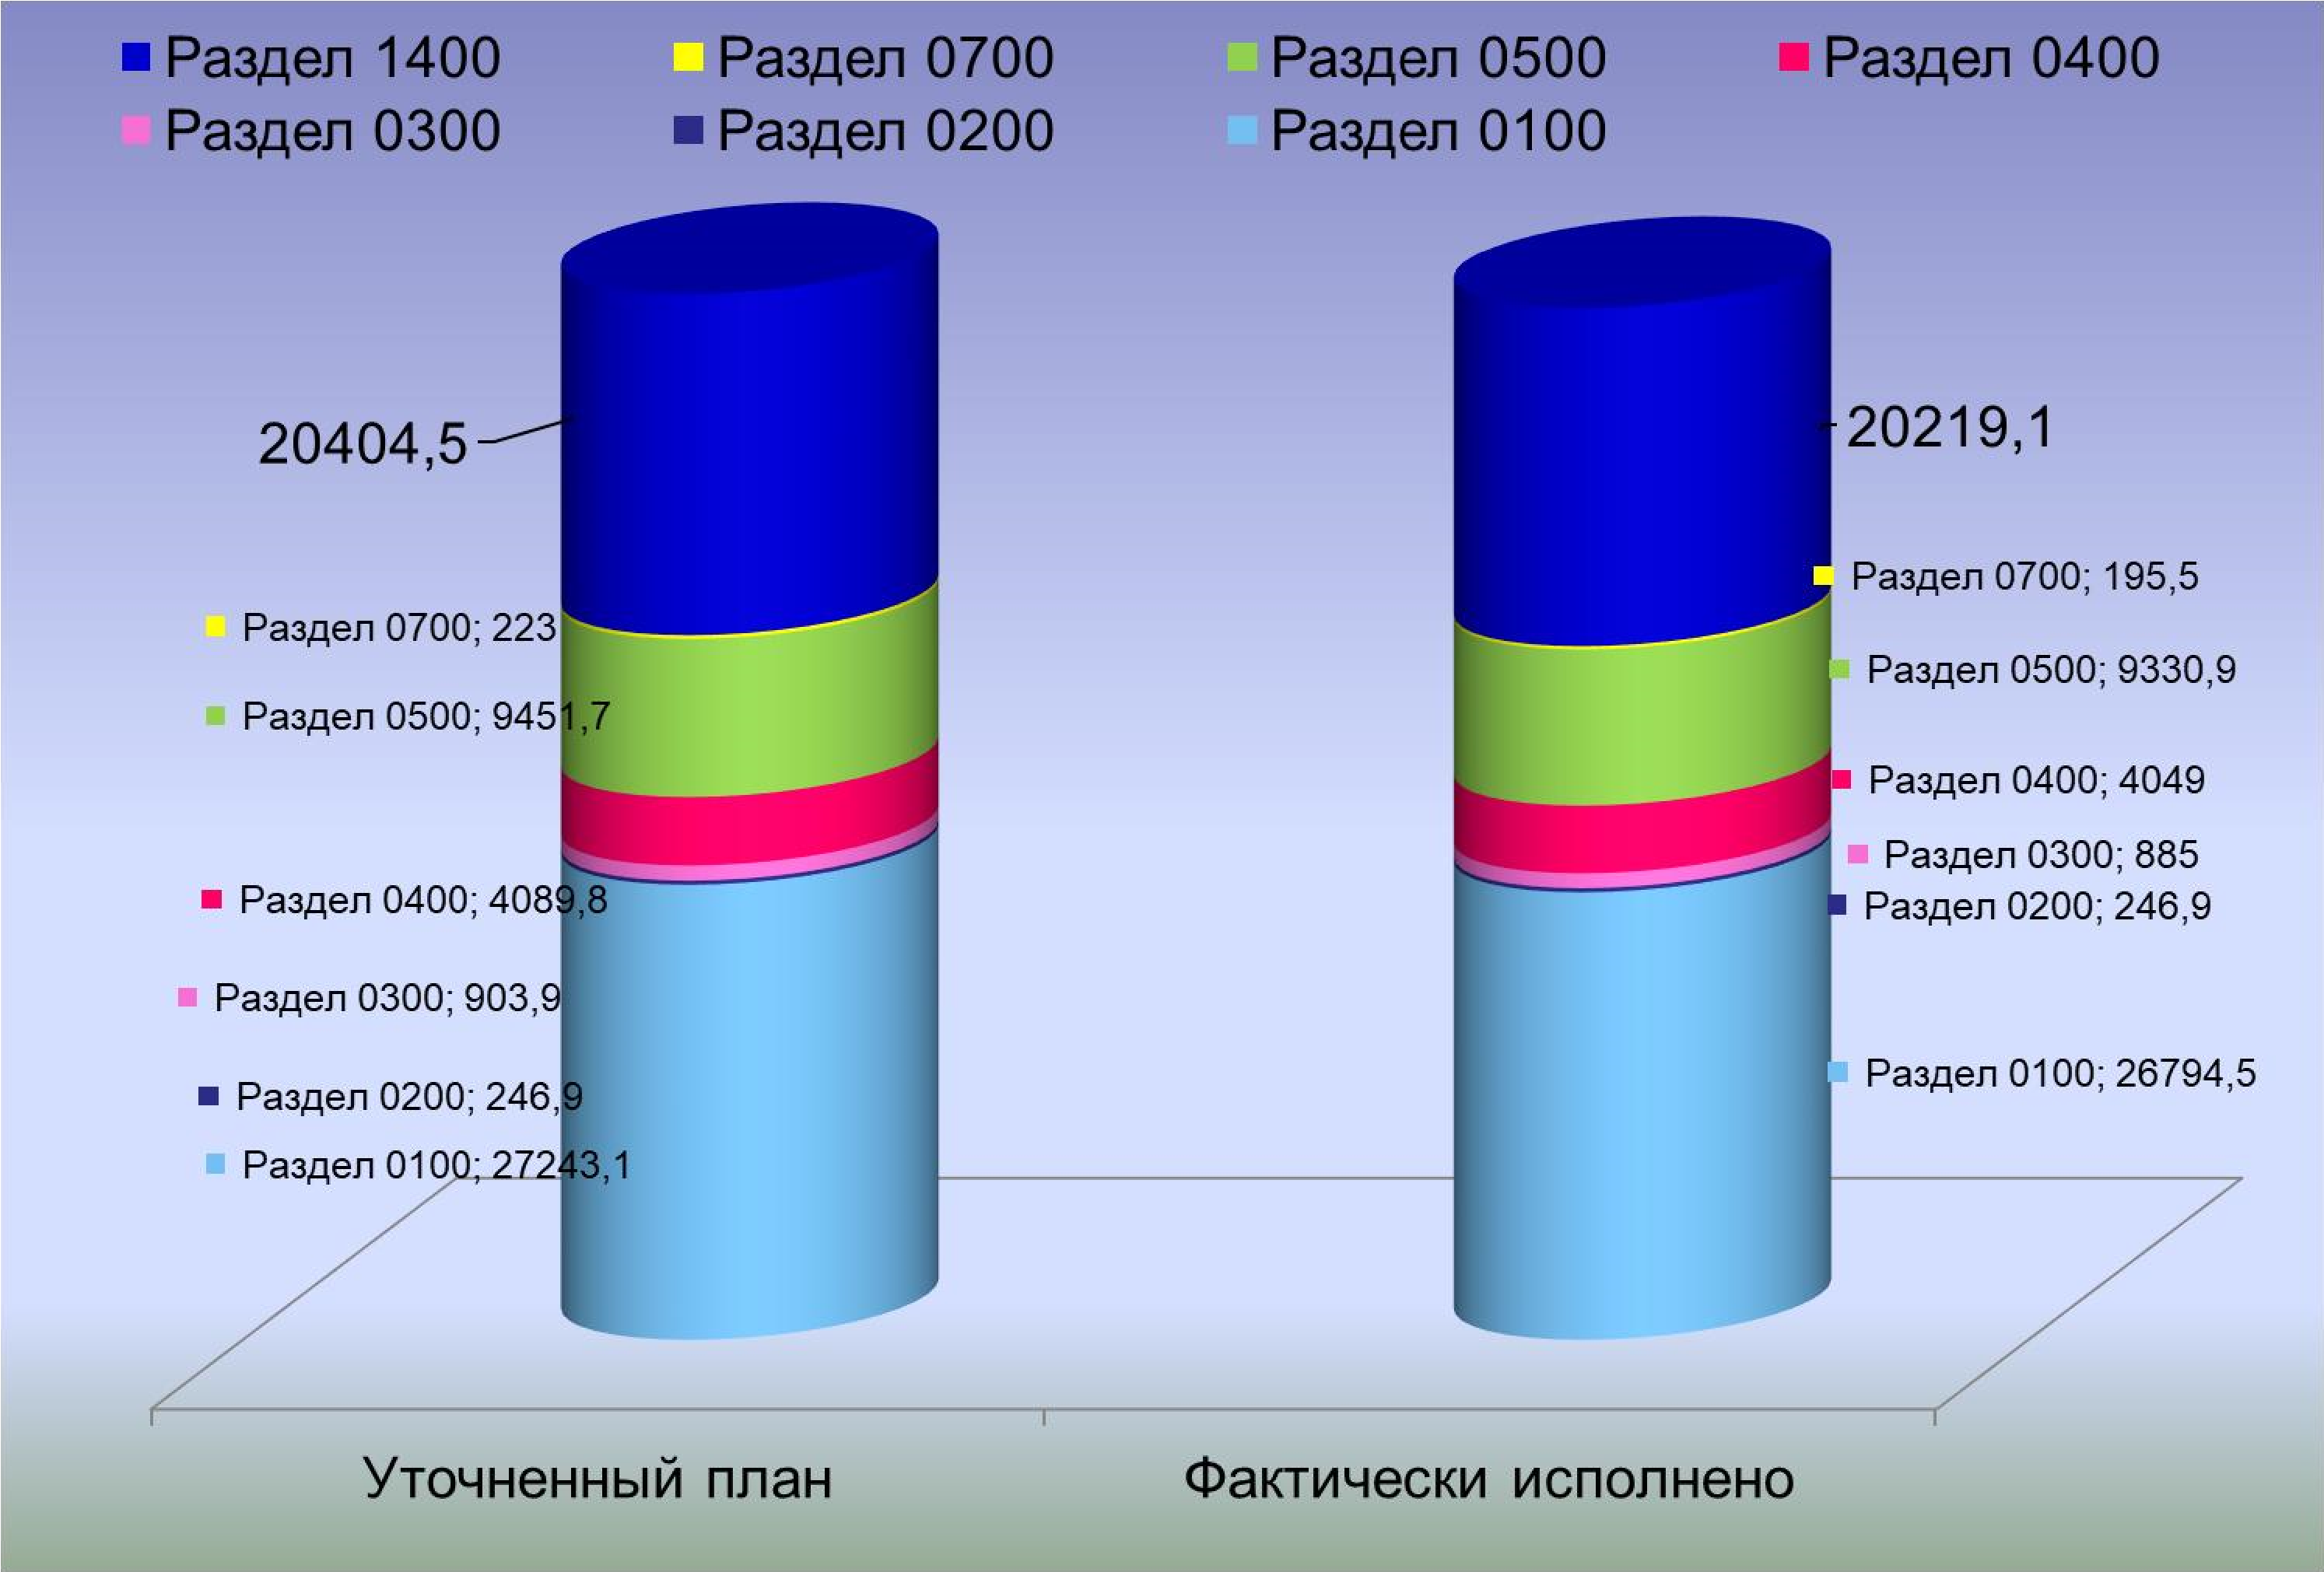 Раздел 1400 Раздел 0700 Раздел 0500 Раздел 0400
Раздел 0300 Раздел 0200 Раздел 0100
20404,5
Раздел 0700; 223
Раздел 0500; 9451,7
Раздел 0400; 4089,8
Раздел 0300; 903,9
Раздел 0200; 246,9
Раздел 0100; 27243,1
20219,1
Раздел 0700; 195,5
Раздел 0500; 9330,9
Раздел 0400; 4049
Раздел 0300; 885
Раздел 0200; 246,9
Раздел 0100; 26794,5
Уточненный план
Фактически исполнено